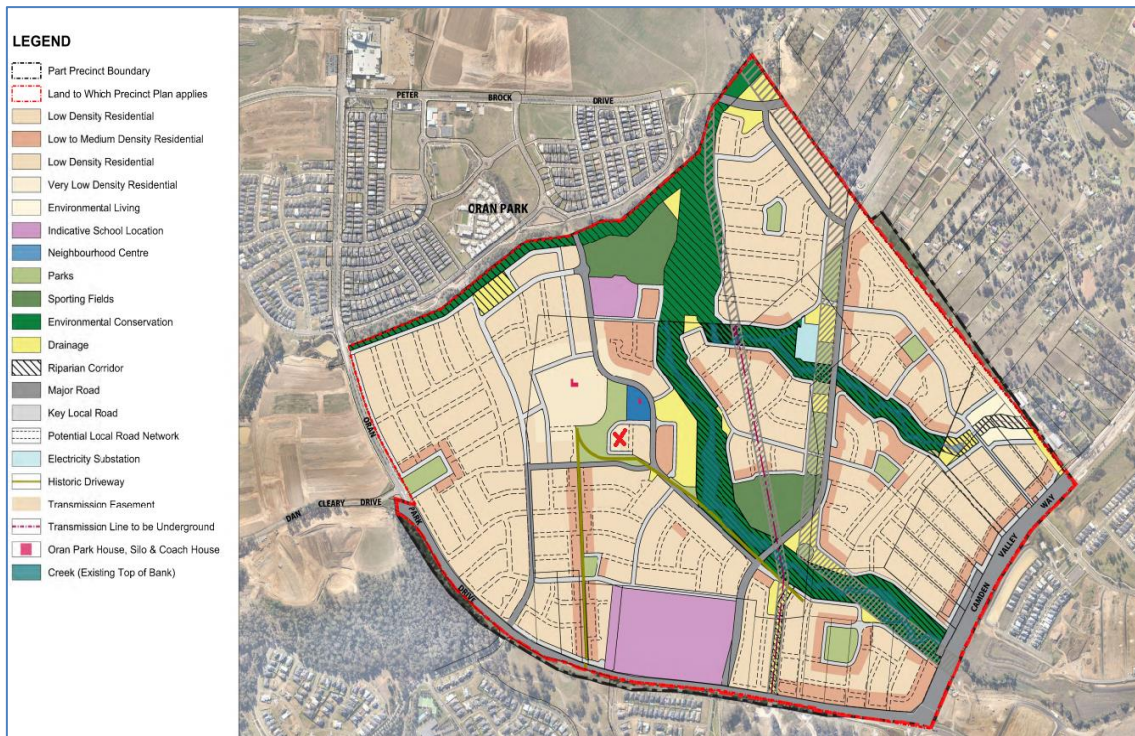 LEGEND
Part Precinct Boundary
Land to Which Precinct Plan applies
Low Density Residential
Low to Medium Density Residential
Low Density Residential
Very Low Density Residential
Environmental Living
Indicative School Location
Neighbourhood Centre
Parks
Sporting Fields
Environmental Conservation
Drainage
Riparian Corridor
Major Road
Key Local Road
Potential Local Road Network
Electricity Substation
Historic Driveway
Transmission Easement
Transmission Line to be Underground
Oran Park House, Silo & Coach House
Creek (Existing Top of Bank)
PETER BROCK DRIVE
ORAN PARK
ORAN PARK DRIVE
DAN CLEARY DRIVE
CAMDEN VALLEY WAY